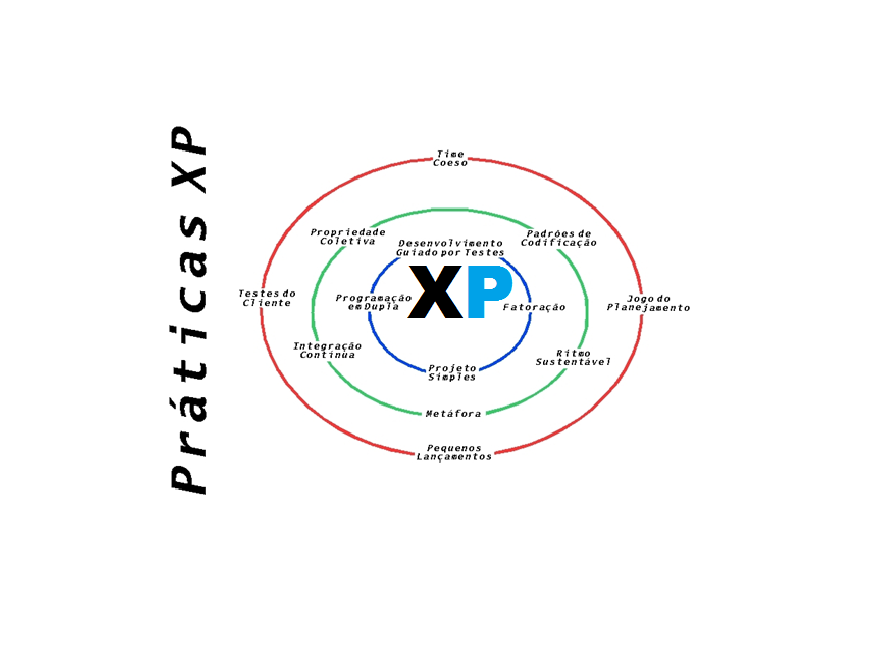 Práticas XP
Time
Coeso
Propriedade
Coletiva
Padrões de
Codificação
Desenvolvimento
Guiado por Testes
XP
Testes do
Cliente
Programação
em Dupla
Fatoração
Jogo do
Planejamento
Integração
Contínua
Ritmo
Sustentável
Projeto
Simples
Metáfora
Pequenos
Lançamentos